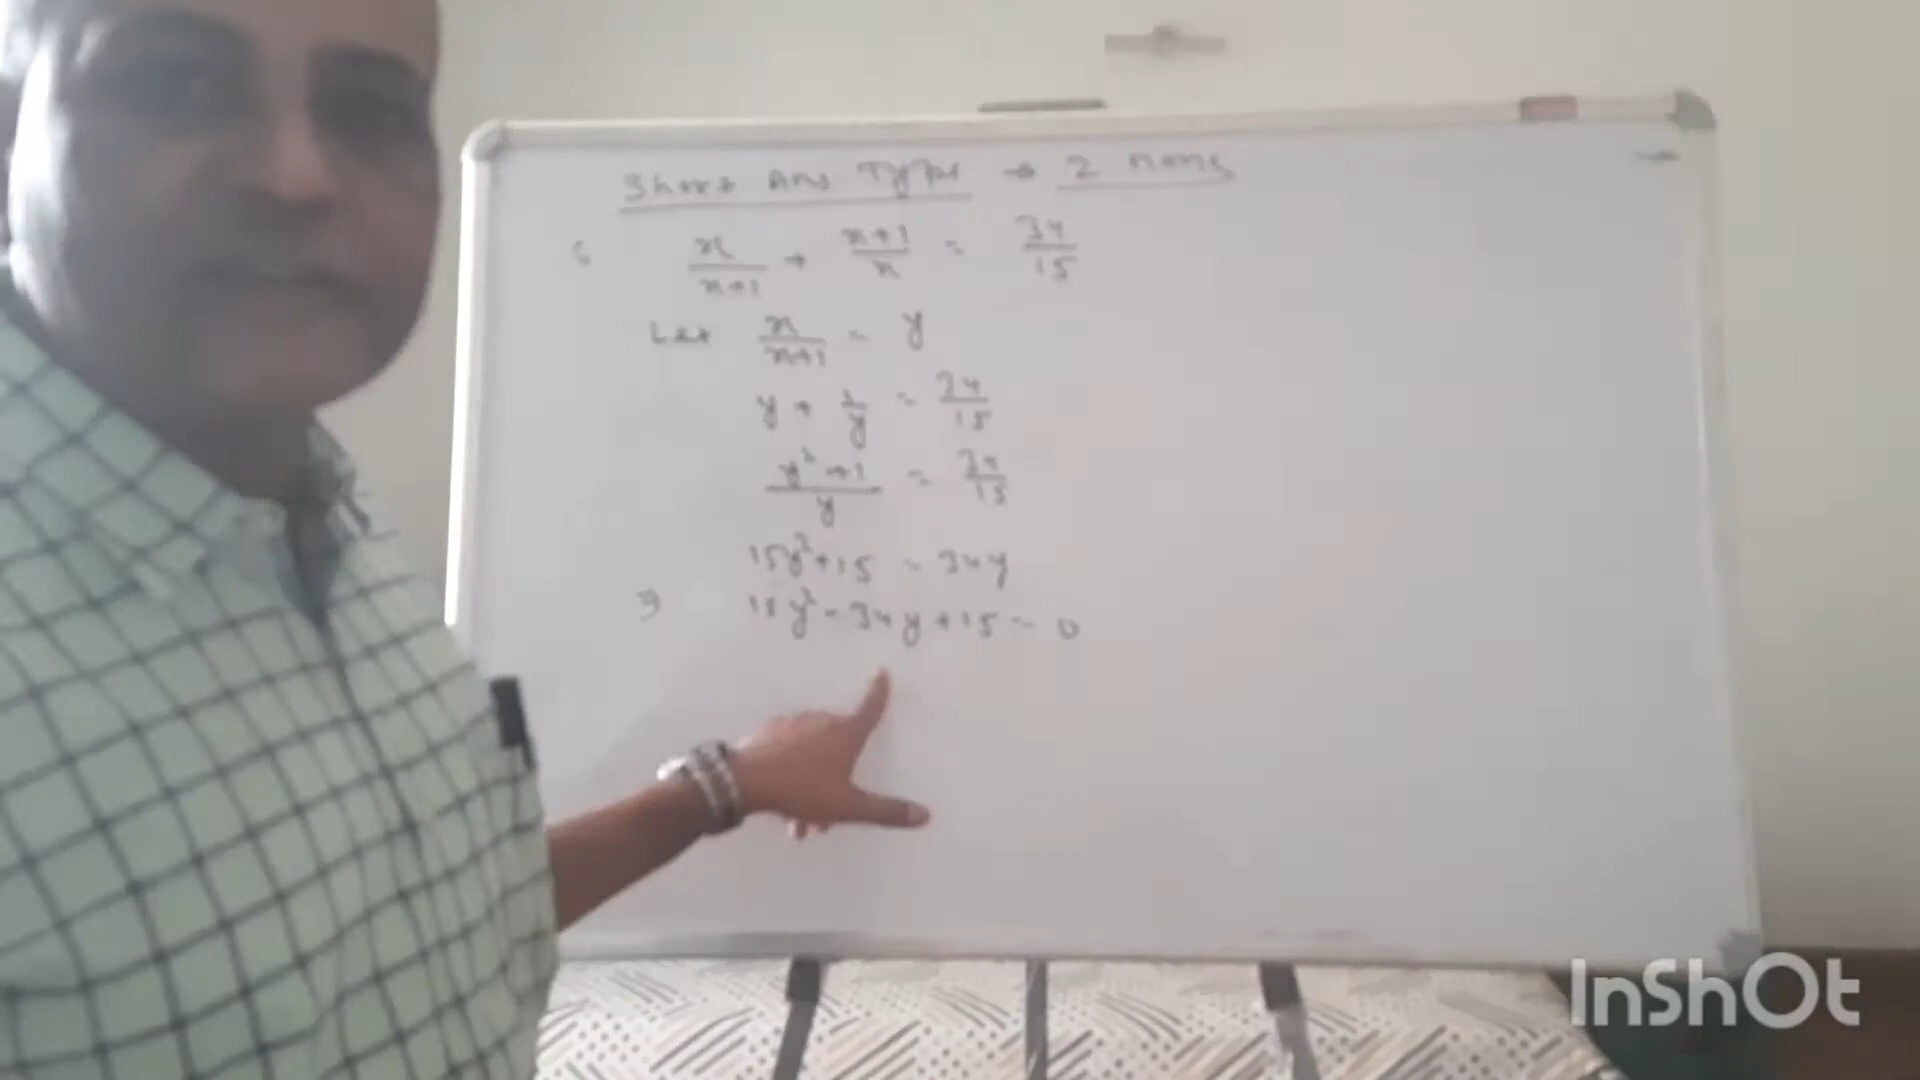 Short Ans Type → 2
x/x+1 + x+1/x = 34/15
Let x/x+1 = y
y + 1/y = 34/15
y²+1/y = 34/15
15y²+15 = 34y
⇒ 15y² - 34y + 15 = 0
InShOt